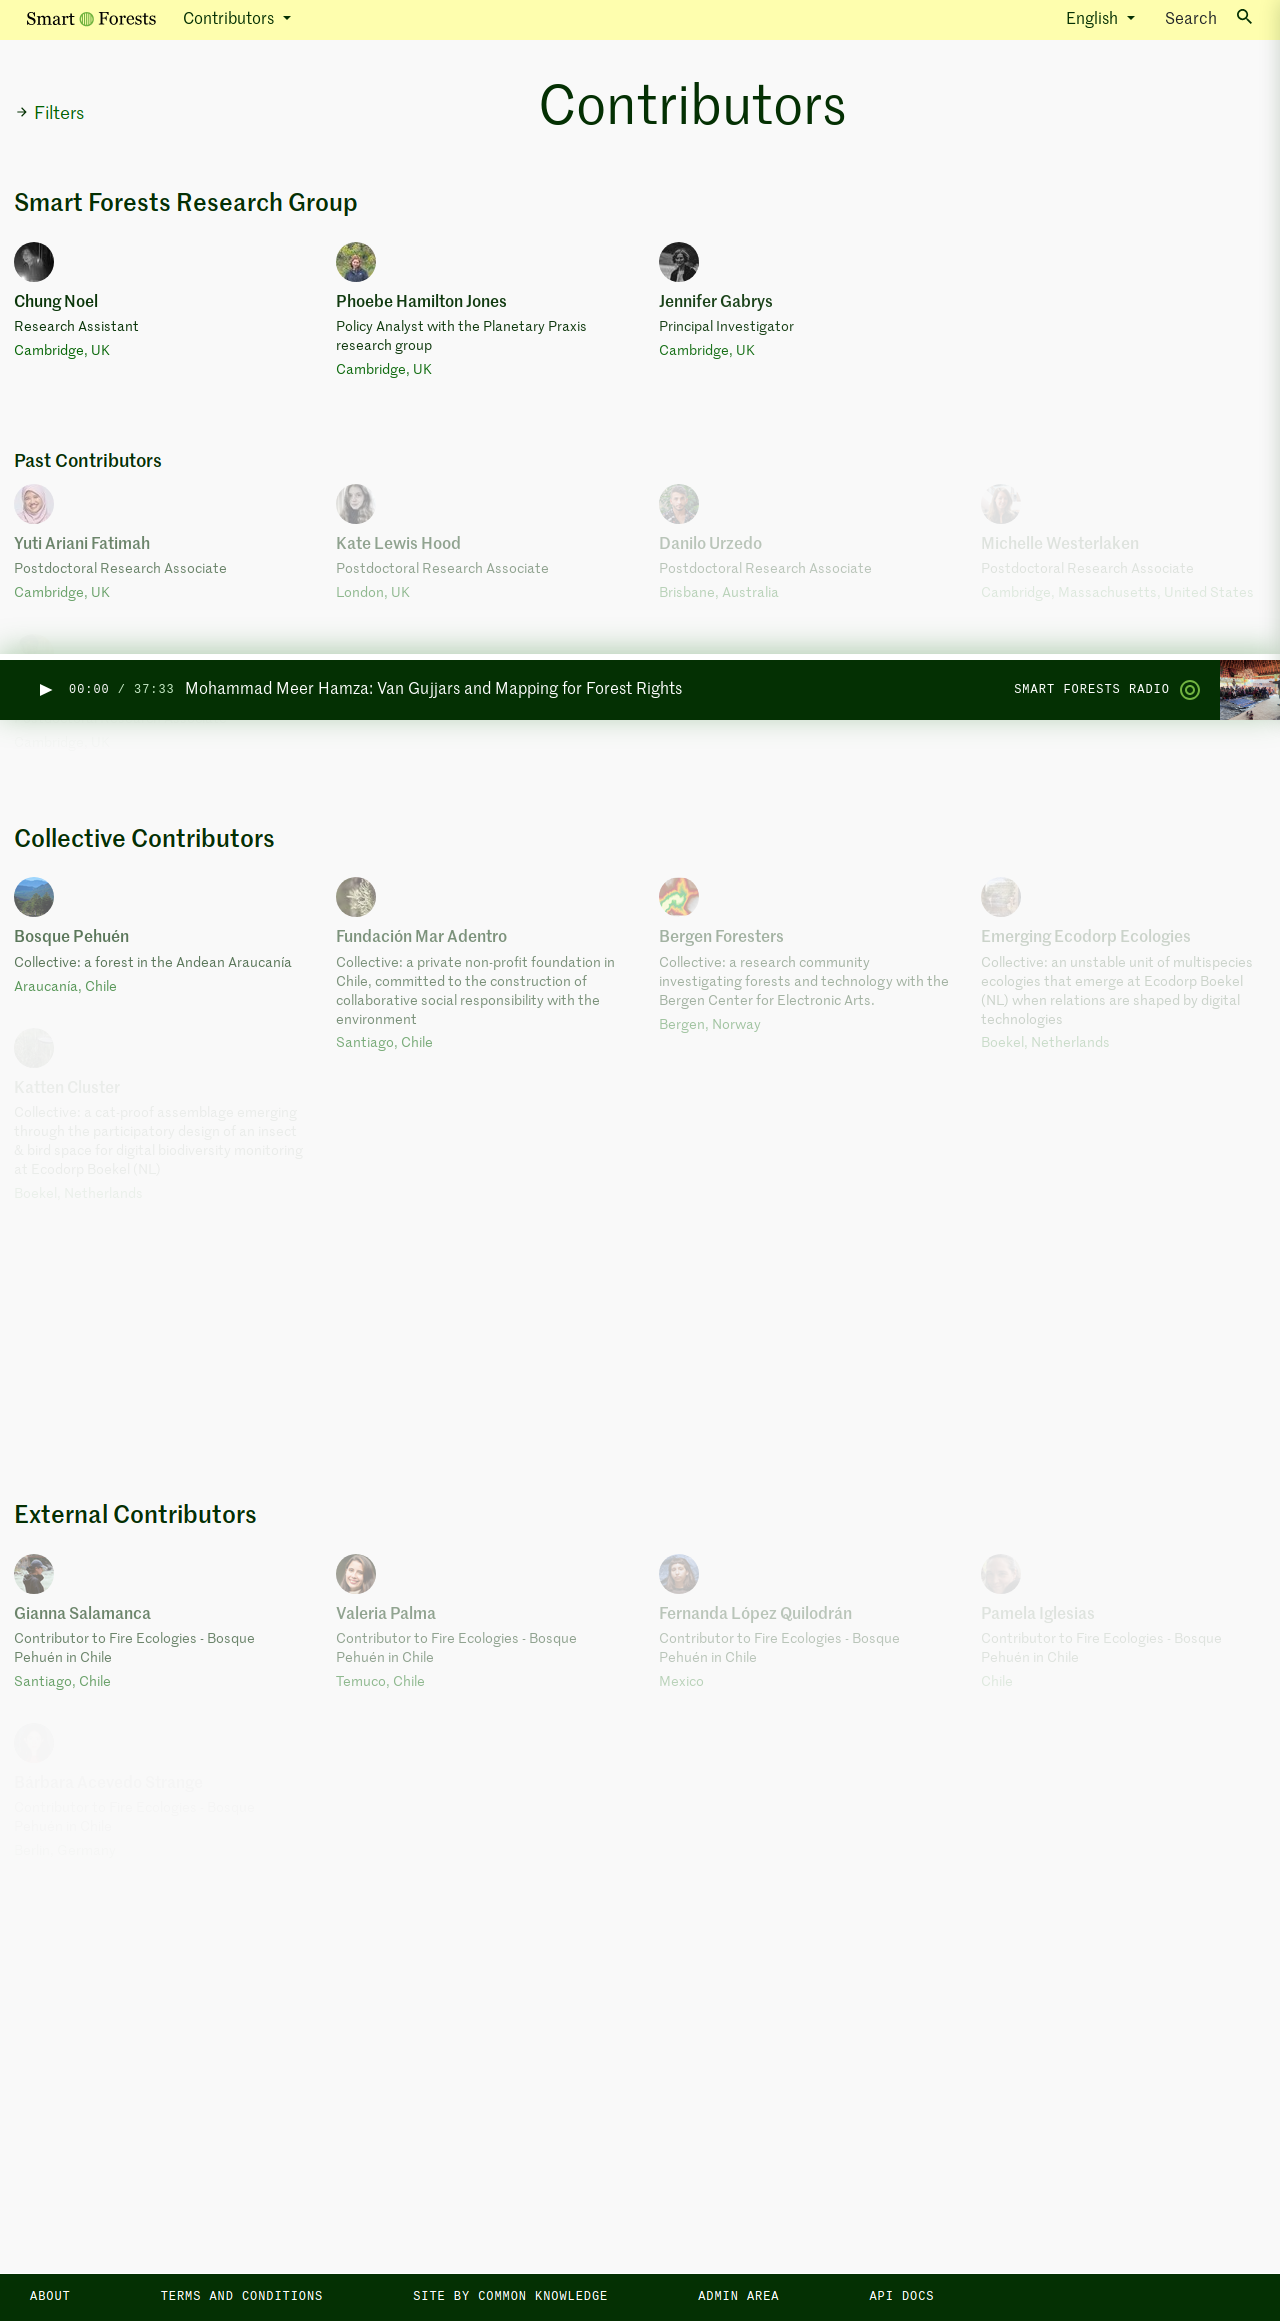 Smart Forests Contributors English Search
Filters
Contributors
Smart Forests Research Group
Chung Noel
Research Assistant
Cambridge, UK
Phoebe Hamilton Jones
Policy Analyst with the Planetary Praxis
research group
Cambridge, UK
Jennifer Gabrys
Principal Investigator
Cambridge, UK
Past Contributors
Yuti Ariani Fatimah
Postdoctoral Research Associate
Cambridge, UK
Kate Lewis Hood
Postdoctoral Research Associate
London, UK
Danilo Urzedo
Postdoctoral Research Associate
Brisbane, Australia
Michelle Westerlaken
Postdoctoral Research Associate
Cambridge, Massachusetts, United States
00:00 / 37:33 Mohammad Meer Hamza: Van Gujjars and Mapping for Forest Rights
SMART FORESTS RADIO
Collective Contributors
Bosque Pehuén
Collective: a forest in the Andean Araucanía
Araucanía, Chile
Fundación Mar Adentro
Collective: a private non-profit foundation in
Chile, committed to the construction of
collaborative social responsibility with the
environment
Santiago, Chile
Bergen Foresters
Collective: a research community
investigating forests and technology with the
Bergen Center for Electronic Arts.
Bergen, Norway
Emerging Ecodorp Ecologies
Collective: an unstable unit of multispecies
ecologies that emerge at Ecodorp Boekel
(NL) when relations are shaped by digital
technologies
Boekel, Netherlands
Katten Cluster
Collective: a cat-proof assemblage emerging
through the participatory design of an insect
& bird space for digital biodiversity monitoring
at Ecodorp Boekel (NL)
Boekel, Netherlands
External Contributors
Gianna Salamanca
Contributor to Fire Ecologies - Bosque
Pehuén in Chile
Santiago, Chile
Valeria Palma
Contributor to Fire Ecologies - Bosque
Pehuén in Chile
Temuco, Chile
Fernanda López Quilodrán
Contributor to Fire Ecologies - Bosque
Pehuén in Chile
Mexico
Pamela Iglesias
Contributor to Fire Ecologies - Bosque
Pehuén in Chile
Chile
Contributor to Fire Ecologies - Bosque
Pehuén in Chile
ABOUT TERMS AND CONDITIONS SITE BY COMMON KNOWLEDGE ADMIN AREA API DOCS